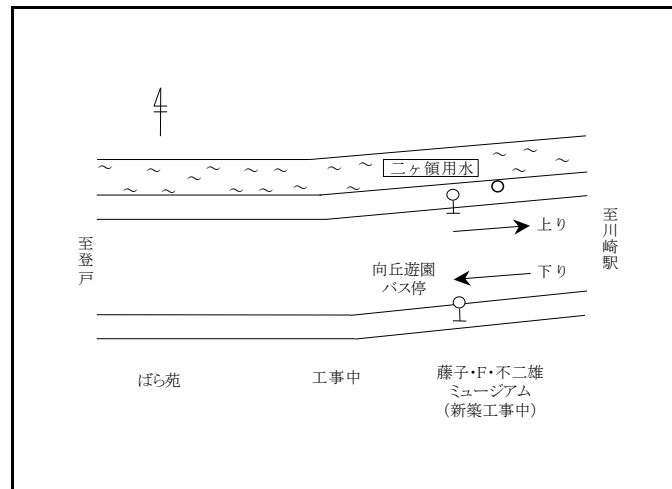 二ヶ領用水
上り
至川崎駅
至登戸
向丘遊園
バス停
下り
ばら苑
工事中
藤子・F・不二雄
ミュージアム
(新築工事中)